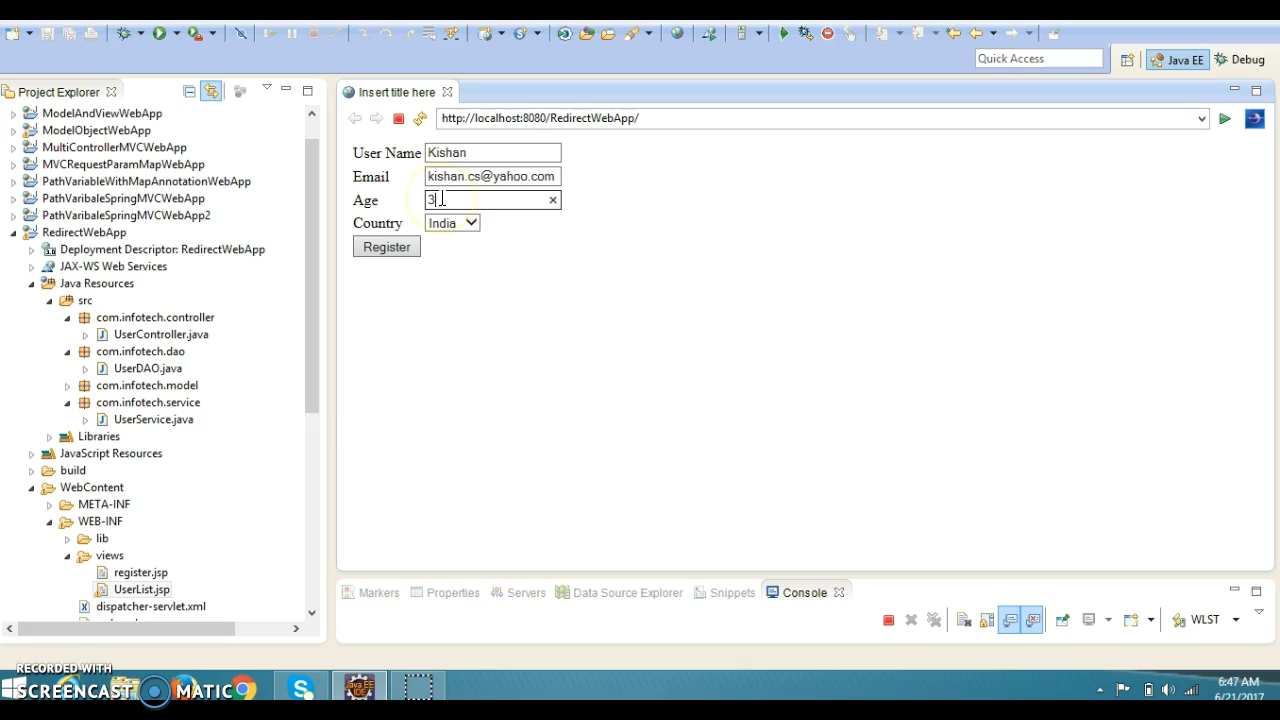 Quick Access
Java EE
Debug
Project Explorer
ModelAndViewWebApp
ModelObjectWebApp
MultiControllerMVCWebApp
MVCRequestParamMapWebApp
PathVariableWithMapAnnotationWebApp
PathVaribaleSpringMVCWebApp
PathVaribaleSpringMVCWebApp2
RedirectWebApp
Deployment Descriptor: RedirectWebApp
JAX-WS Web Services
Java Resources
src
com.infotech.controller
UserController.java
com.infotech.dao
UserDAO.java
com.infotech.model
com.infotech.service
UserService.java
Libraries
JavaScript Resources
build
WebContent
META-INF
WEB-INF
lib
views
register.jsp
UserList.jsp
dispatcher-servlet.xml
Insert title here
http://localhost:8080/RedirectWebApp/
User Name Kishan
Email kishan.cs@yahoo.com
Age 3
Country India
Register
Markers Properties Servers Data Source Explorer Snippets Console
WLST
RECORDED WITH
SCREENCAST MATIC
Java EE
IDE
6:47 AM
6/21/2017